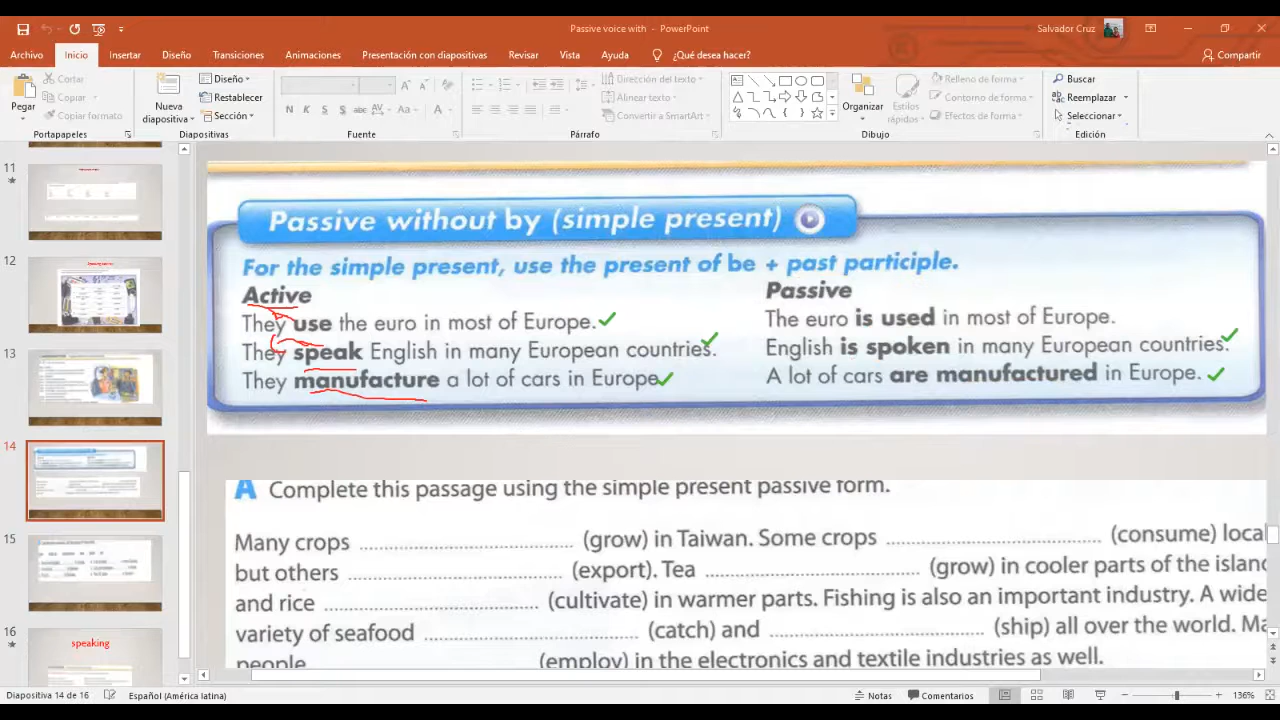 Passive voice with - PowerPoint
Salvador Cruz
Archivo Inicio Insertar Diseño Transiciones Animaciones Presentación con diapositivas Revisar Vista Ayuda ¿Qué desea hacer? Compartir
Pegar
Cortar
Copiar
Copiar formato
Portapapeles
Nueva diapositiva
Diseño
Restablecer
Sección
Diapositivas
N K S S abc AV Aa A
Fuente
Dirección del texto
Alinear texto
Convertir a SmartArt
Párrafo
Organizar
Estilos rápidos
Relleno de forma
Contorno de forma
Efectos de forma
Dibujo
Buscar
Reemplazar
Seleccionar
Edición
11
12
13
14
15
16
speaking
Passive without by (simple present)
For the simple present, use the present of be + past participle.
Active
They use the euro in most of Europe.
They speak English in many European countries.
They manufacture a lot of cars in Europe
Passive
The euro is used in most of Europe.
English is spoken in many European countries.
A lot of cars are manufactured in Europe.
A Complete this passage using the simple present passive form.
Many crops .......................... (grow) in Taiwan. Some crops .......................... (consume) loca
but others .......................... (export). Tea .......................... (grow) in cooler parts of the island
and rice .......................... (cultivate) in warmer parts. Fishing is also an important industry. A wide
variety of seafood .......................... (catch) and .......................... (ship) all over the world. Ma
people .......................... (employ) in the electronics and textile industries as well.
Diapositiva 14 de 16 Español (América latina) Notas Comentarios 136%